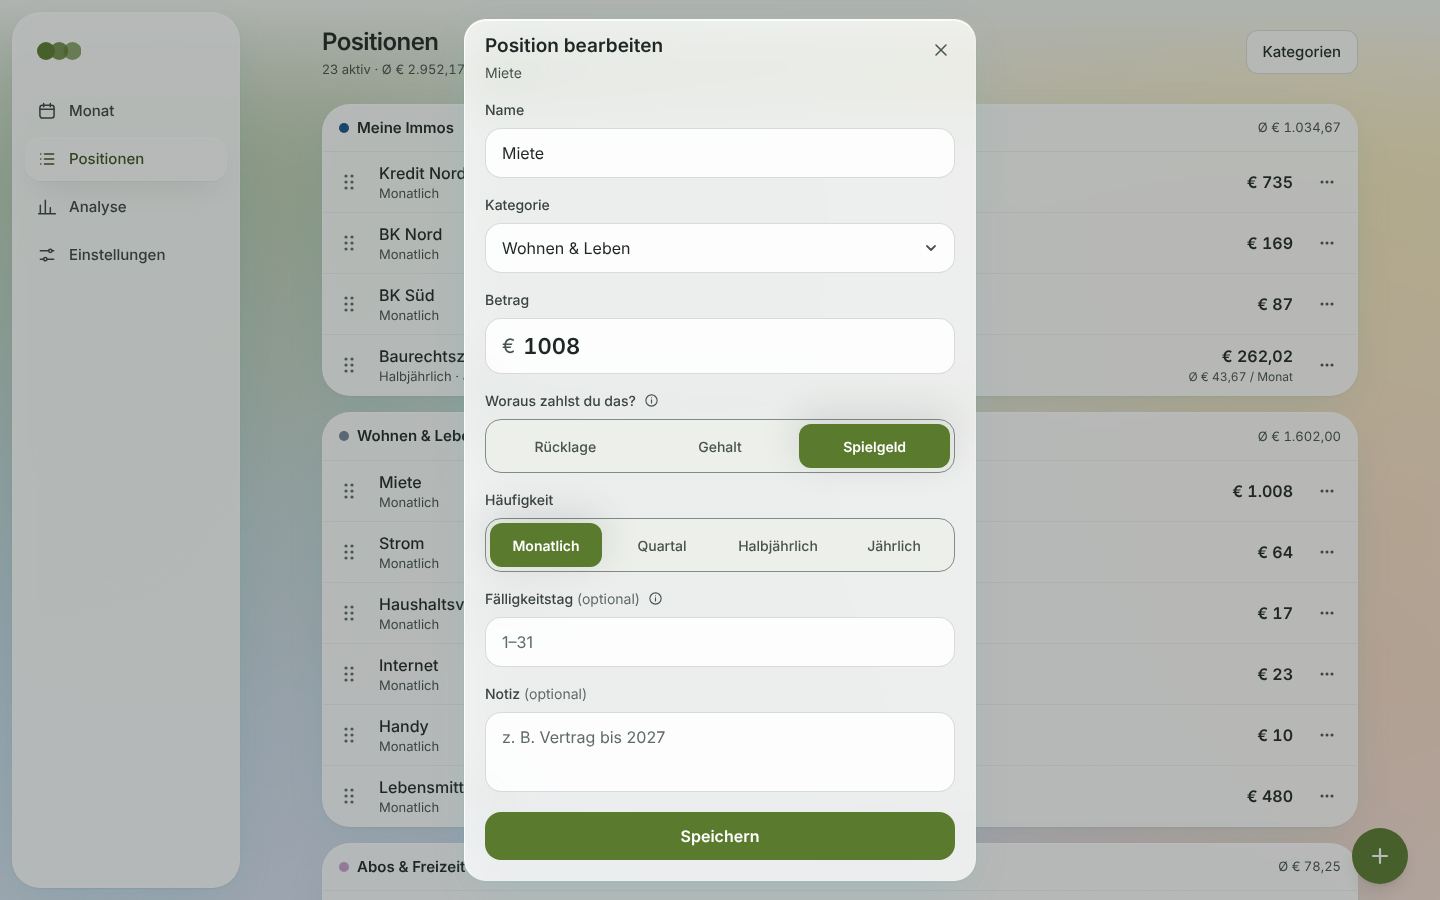 Positionen
23 aktiv · Ø € 2.952,17
Kategorien
Monat
Positionen
Analyse
Einstellungen
Meine Immos
Ø € 1.034,67
Kredit Nord
Monatlich
€ 735
BK Nord
Monatlich
€ 169
BK Süd
Monatlich
€ 87
Halbjährlich ·
€ 262,02
Ø € 43,67 / Monat
Wohnen &
Ø € 1.602,00
Miete
Monatlich
€ 1.008
Strom
Monatlich
€ 64
Monatlich
€ 17
Internet
Monatlich
€ 23
Handy
Monatlich
€ 10
Monatlich
€ 480
Abos & Freizeit
Ø € 78,25
Position bearbeiten
Miete
Name
Miete
Kategorie
Wohnen & Leben
Betrag
€ 1008
Woraus zahlst du das?
Rücklage Gehalt Spielgeld
Häufigkeit
Monatlich Quartal Halbjährlich Jährlich
Fälligkeitstag (optional)
1–31
Notiz (optional)
z. B. Vertrag bis 2027
Speichern